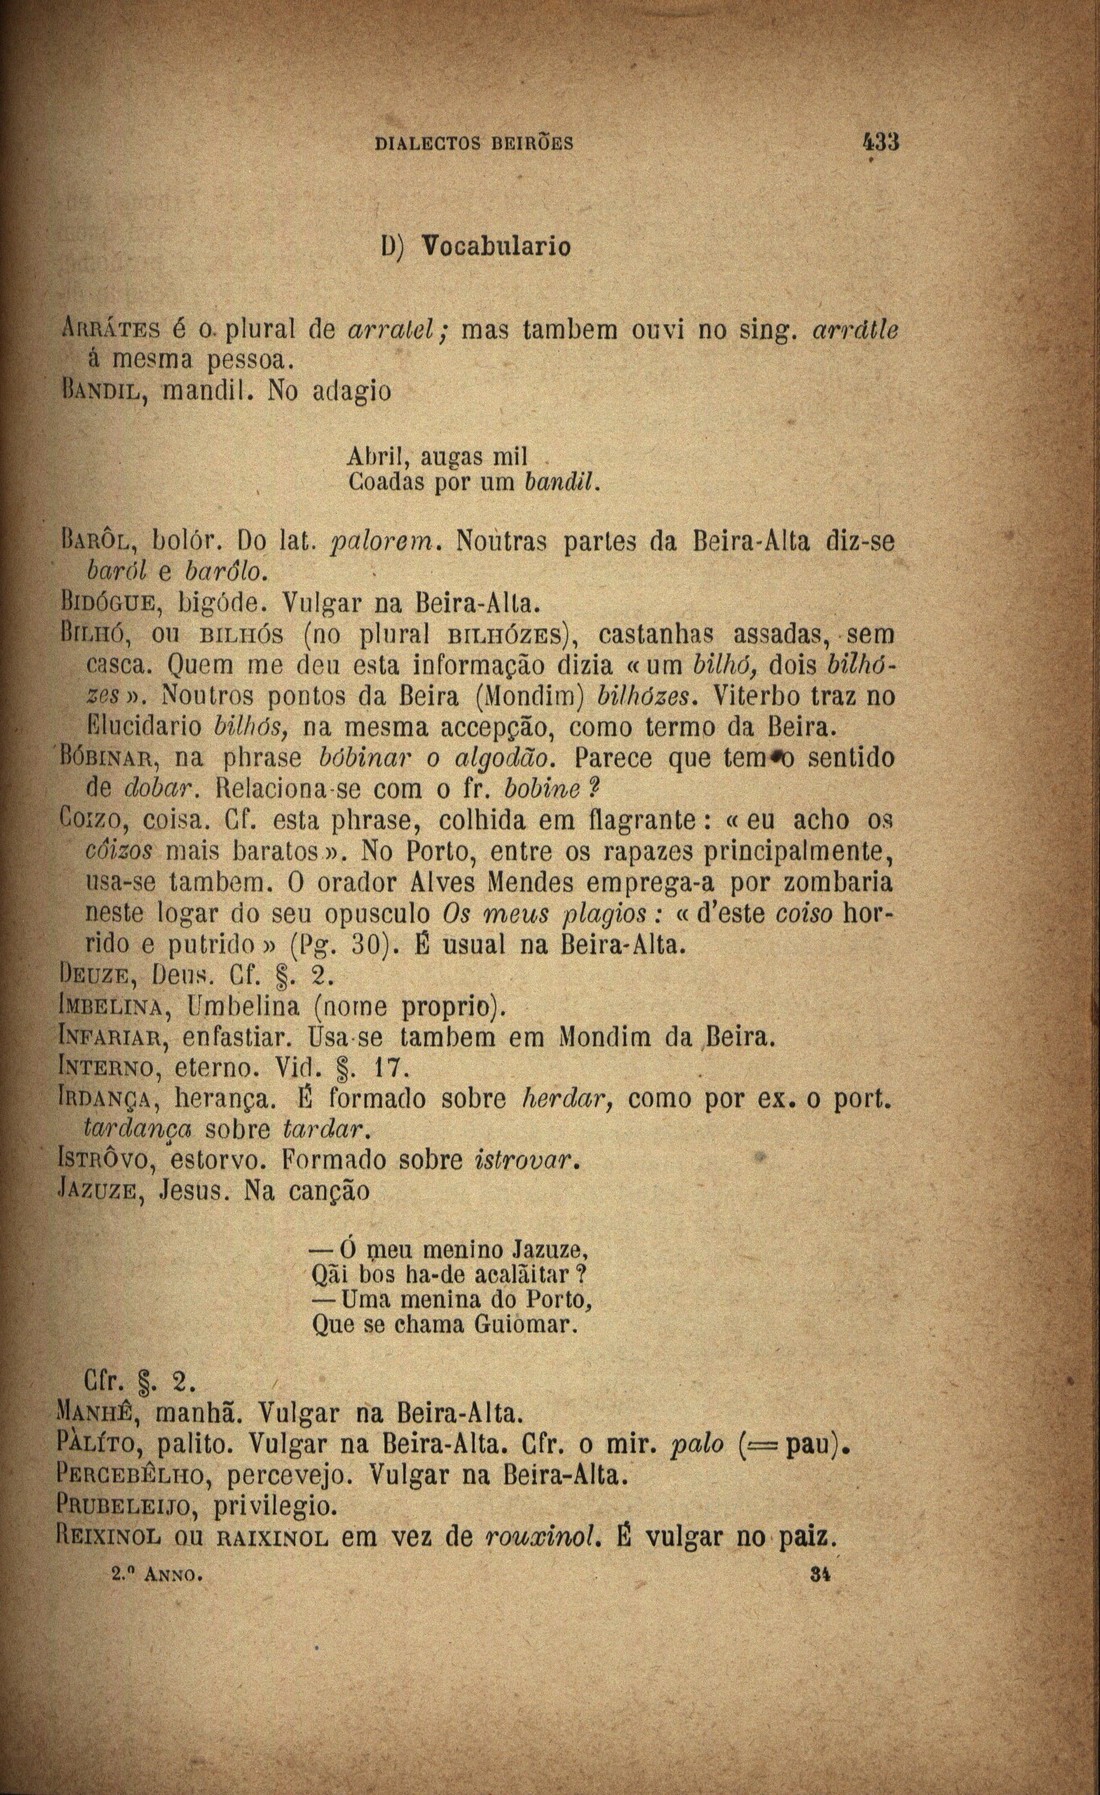 DIALECTOS BEIRÕES 433
D) Vocabulario
ARRÁTES é o plural de arratel; mas tambem ouvi no sing. arrátle
á mesma pessoa.
BANDIL, mandil. No adagio
Abril, augas mil
Coadas por um bandil.
BARÔL, bolór. Do lat. palorem. Noutras partes da Beira-Alta diz-se
baról e barôlo.
BIDÓGUE, bigóde. Vulgar na Beira-Alta.
BILHÓ, ou BILHÓS (no plural BILHÓZES), castanhas assadas, sem
casca. Quem me deu esta informação dizia « um bilhó, dois bilhó-
zes ». Noutros pontos da Beira (Mondim) bilhózes. Viterbo traz no
Elucidario bilhós, na mesma accepção, como termo da Beira.
BÓBINAR, na phrase bóbinar o algodão. Parece que tem o sentido
de dobar. Relaciona-se com o fr. bobine ?
COIZO, coisa. Cf. esta phrase, colhida em flagrante : « eu acho os
côizos mais baratos ». No Porto, entre os rapazes principalmente,
usa-se tambem. O orador Alves Mendes emprega-a por zombaria
neste logar do seu opusculo Os meus plagios : « d'este coiso hor-
rido e putrido » (Pg. 30). É usual na Beira-Alta.
DEUZE, Deus. Cf. §. 2.
IMBELINA, Umbelina (nome proprio).
INFARIAR, enfastiar. Usa-se tambem em Mondim da Beira.
INTERNO, eterno. Vid. §. 17.
IRDANÇA, herança. É formado sobre herdar, como por ex. o port.
tardança sobre tardar.
ISTRÔVO, estorvo. Formado sobre istrovar.
JAZUZE, Jesus. Na canção
— Ó meu menino Jazuze,
Qãi bos ha-de acalãitar ?
— Uma menina do Porto,
Que se chama Guiomar.
Cfr. §. 2.
MANHÊ, manhã. Vulgar na Beira-Alta.
PÀLÍTO, palito. Vulgar na Beira-Alta. Cfr. o mir. palo (= pau).
PERCEBÊLHO, percevejo. Vulgar na Beira-Alta.
PRUBELEIJO, privilegio.
REIXINOL OU RAIXINOL em vez de rouxinol. É vulgar no paiz.
2.º ANNO. 34